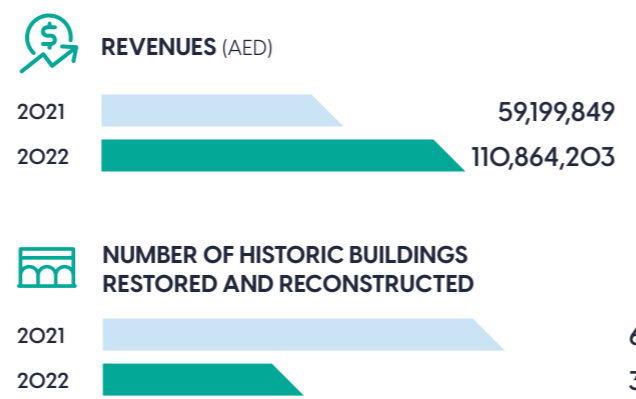 REVENUES (AED)
2021 59,199,849
2022 110,864,203
NUMBER OF HISTORIC BUILDINGS
RESTORED AND RECONSTRUCTED
2021
2022